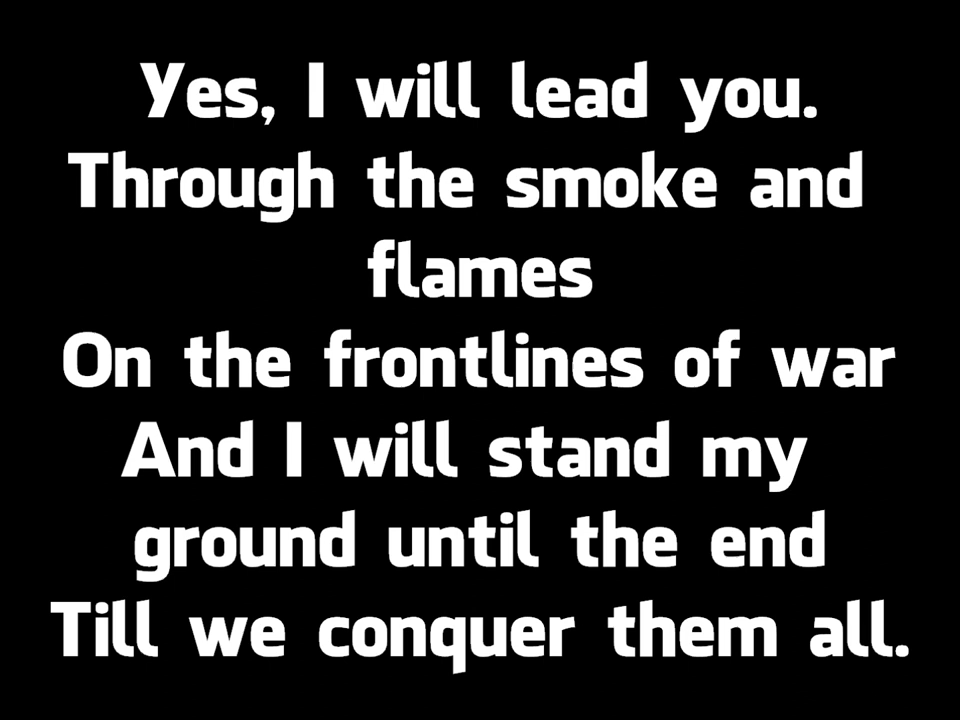 Yes, I will lead you.
Through the smoke and
flames
On the frontlines of war
And I will stand my
ground until the end
Till we conquer them all.